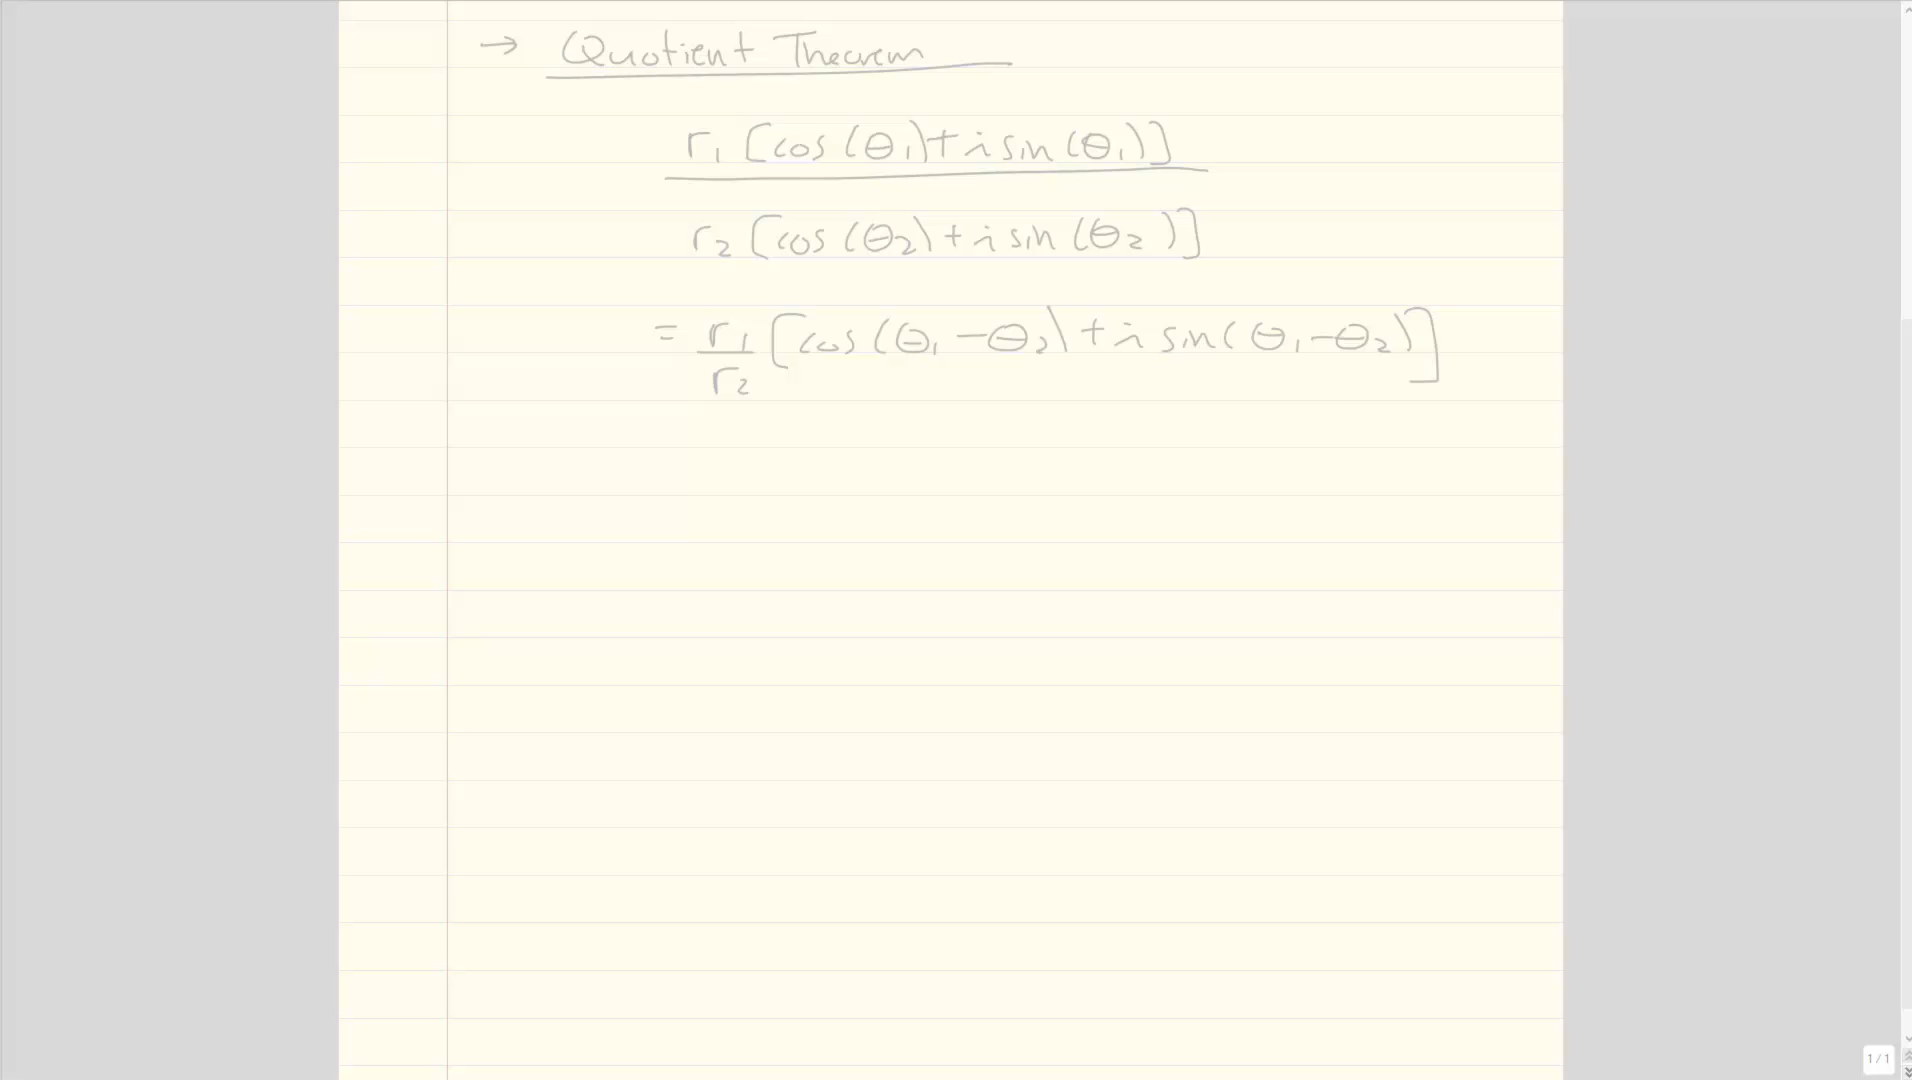 → Quotient Theorem
r₁ [cos(θ₁)+i sin(θ₁)]
r₂ [cos(θ₂)+i sin(θ₂)]
= r₁/r₂ [cos(θ₁-θ₂)+i sin(θ₁-θ₂)]
1/1